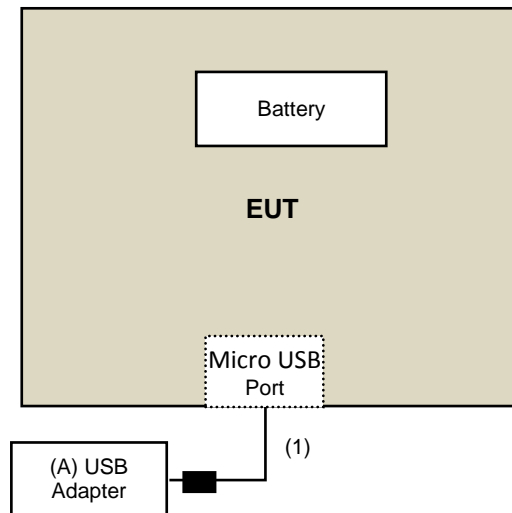 Battery
EUT
Micro USB
Port
(1)
(A) USB
Adapter